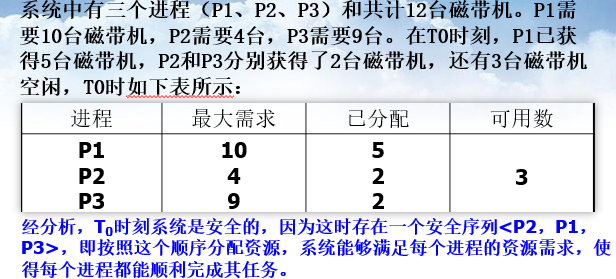 系统中有三个进程（P1、P2、P3）和共计12台磁带机。P1需
要10台磁带机，P2需要4台，P3需要9台。在T0时刻，P1已获
得5台磁带机，P2和P3分别获得了2台磁带机，还有3台磁带机
空闲，T0时如下表所示：
进程 最大需求 已分配 可用数
P1 10 5
P2 4 2 3
P3 9 2
经分析，T0时刻系统是安全的，因为这时存在一个安全序列<P2，P1，
P3>，即按照这个顺序分配资源，系统能够满足每个进程的资源需求，使
得每个进程都能顺利完成其任务。